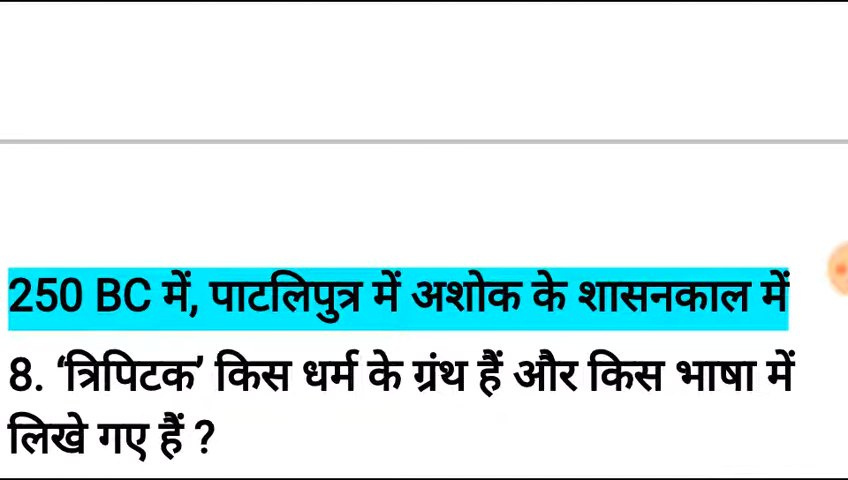 250 BC में, पाटलिपुत्र में अशोक के शासनकाल में
8. ‘त्रिपिटक’ किस धर्म के ग्रंथ हैं और किस भाषा में
लिखे गए हैं ?